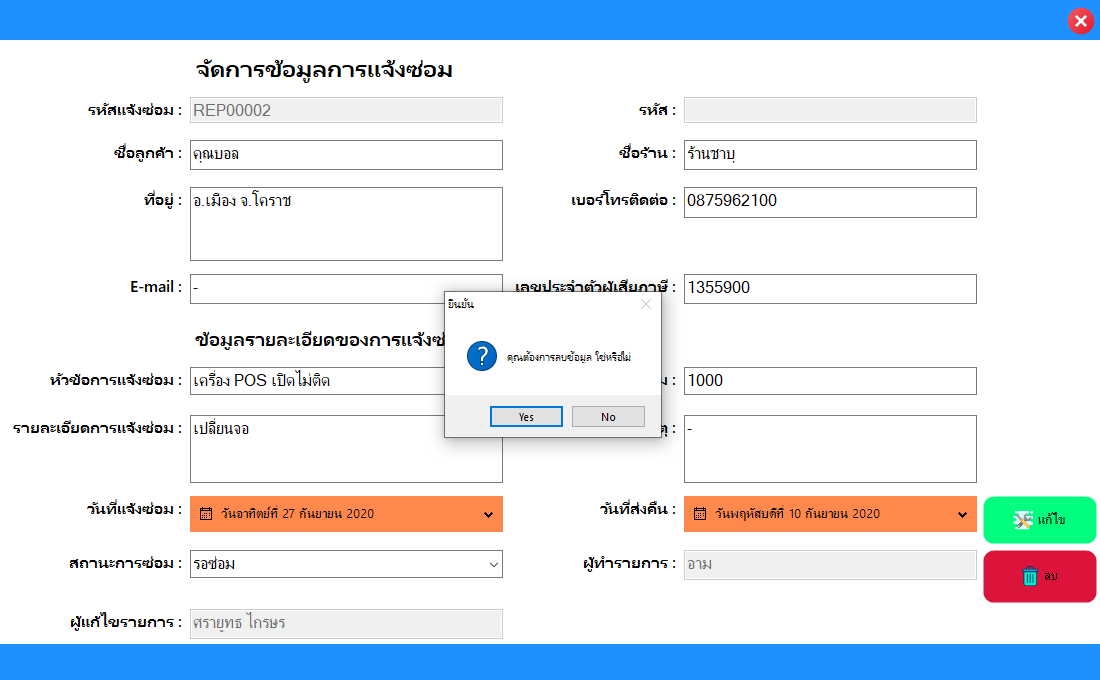 จัดการข้อมูลการแจ้งซ่อม
รหัสแจ้งซ่อม : REP00002
รหัส :
ชื่อลูกค้า : คุณบอล
ชื่อร้าน : ร้านชาบุ
ที่อยู่ : อ.เมือง จ.โคราช
เบอร์โทรติดต่อ : 0875962100
E-mail : -
เลขประจำตัวผู้เสียภาษี : 1355900
ยืนยัน
คุณต้องการลบข้อมูล ใช่หรือไม่
Yes No
ข้อมูลรายละเอียดของการแจ้งซ่
หัวข้อการแจ้งซ่อม : เครื่อง POS เปิดไม่ติด
: 1000
รายละเอียดการแจ้งซ่อม : เปลี่ยนจอ
: -
วันที่แจ้งซ่อม : วันอาทิตย์ที่ 27 กันยายน 2020
วันที่ส่งคืน : วันพฤหัสบดีที่ 10 กันยายน 2020
แก้ไข
สถานะการซ่อม : รอซ่อม
ผู้ทำรายการ : อาม
ลบ
ผู้แก้ไขรายการ : ศรายุทธ ไกรษร